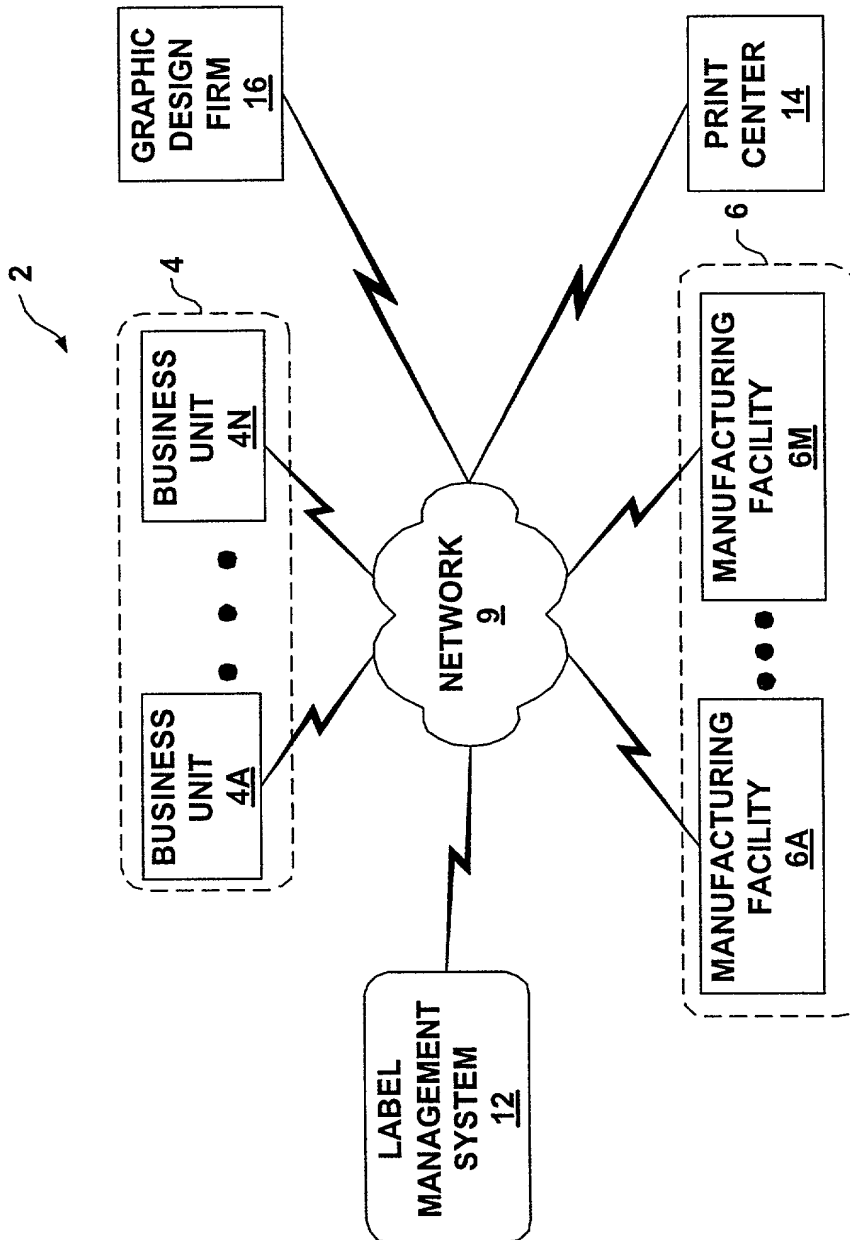 2
4
BUSINESS
UNIT
4A
BUSINESS
UNIT
4N
GRAPHIC
DESIGN
FIRM
16
LABEL
MANAGEMENT
SYSTEM
12
NETWORK
9
MANUFACTURING
FACILITY
6A
MANUFACTURING
FACILITY
6M
6
PRINT
CENTER
14